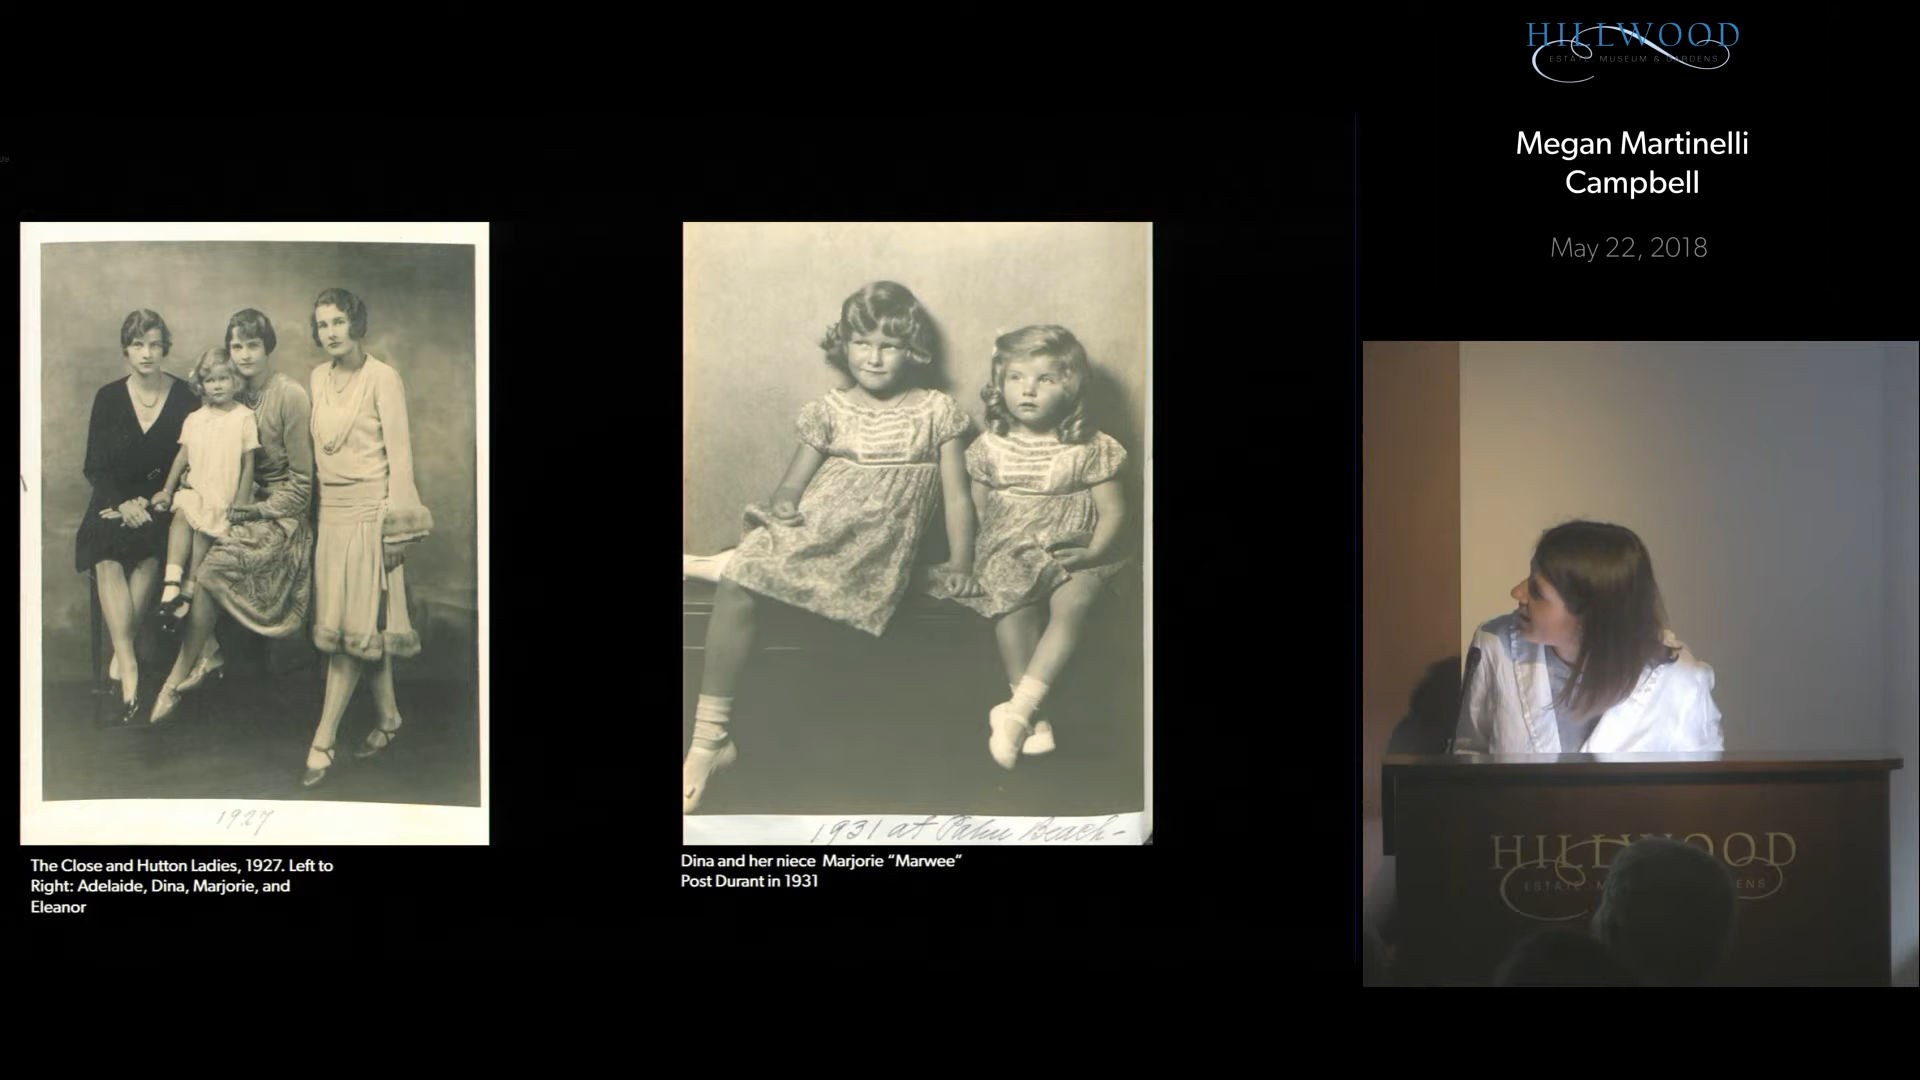 HILLWOOD
ESTATE MUSEUM & GARDENS
Megan Martinelli
Campbell
May 22, 2018
1927
The Close and Hutton Ladies, 1927. Left to
Right: Adelaide, Dina, Marjorie, and
Eleanor
1931 at Palm Beach-
Dina and her niece Marjorie “Marwee”
Post Durant in 1931
HILLWOOD
ESTATE